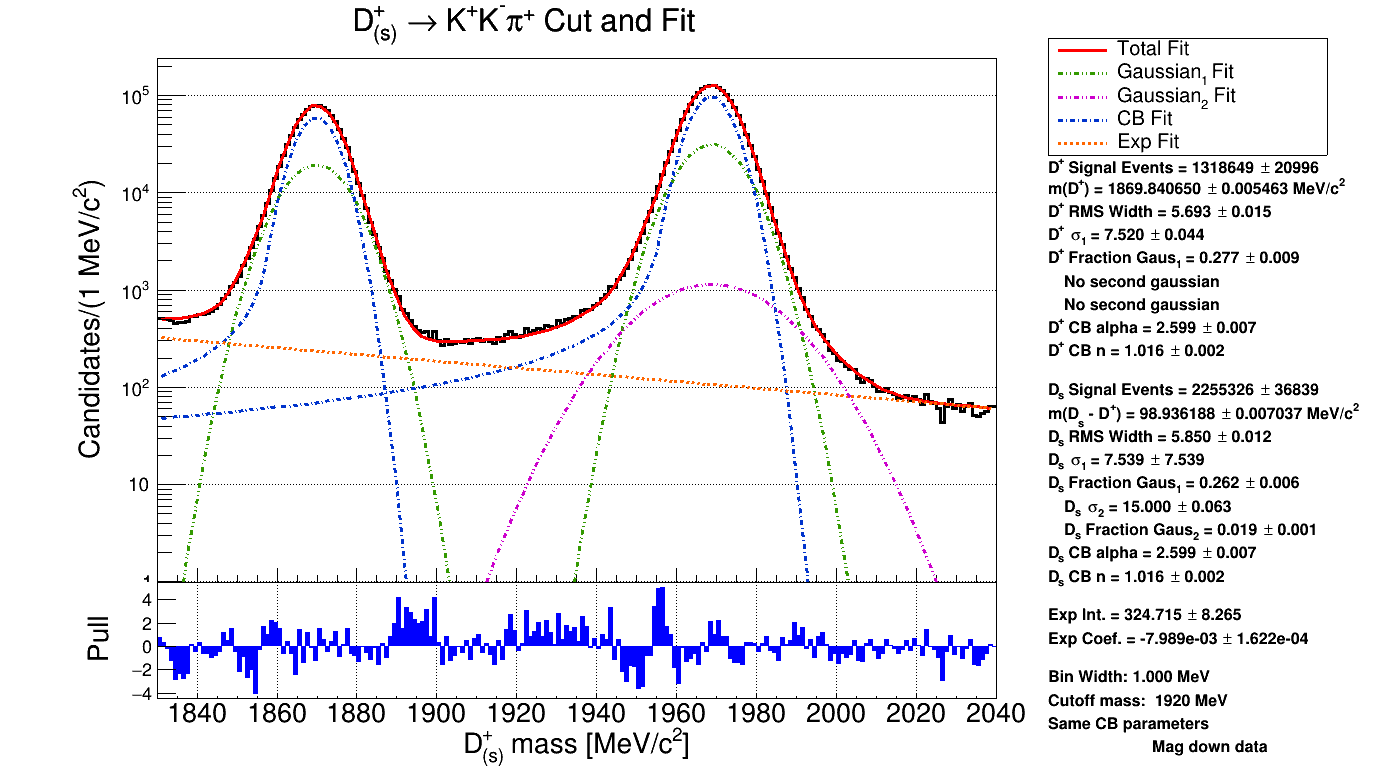 D⁺₍ₛ₎ → K⁺K⁻π⁺ Cut and Fit
Total Fit
Gaussian₁ Fit
Gaussian₂ Fit
CB Fit
Exp Fit
D⁺ Signal Events = 1318649 ± 20996
m(D⁺) = 1869.840650 ± 0.005463 MeV/c²
D⁺ RMS Width = 5.693 ± 0.015
D⁺ σ₁ = 7.520 ± 0.044
D⁺ Fraction Gaus₁ = 0.277 ± 0.009
No second gaussian
No second gaussian
D⁺ CB alpha = 2.599 ± 0.007
D⁺ CB n = 1.016 ± 0.002
Dₛ Signal Events = 2255326 ± 36839
m(Dₛ - D⁺) = 98.936188 ± 0.007037 MeV/c²
Dₛ RMS Width = 5.850 ± 0.012
Dₛ σ₁ = 7.539 ± 7.539
Dₛ Fraction Gaus₁ = 0.262 ± 0.006
Dₛ σ₂ = 15.000 ± 0.063
Dₛ Fraction Gaus₂ = 0.019 ± 0.001
Dₛ CB alpha = 2.599 ± 0.007
Dₛ CB n = 1.016 ± 0.002
Exp Int. = 324.715 ± 8.265
Exp Coef. = -7.989e-03 ± 1.622e-04
Bin Width: 1.000 MeV
Cutoff mass: 1920 MeV
Same CB parameters
Mag down data
Candidates/(1 MeV/c²)
10⁵
10⁴
10³
10²
10
1
Pull
4
2
0
−2
−4
1840 1860 1880 1900 1920 1940 1960 1980 2000 2020 2040
D⁺₍ₛ₎ mass [MeV/c²]